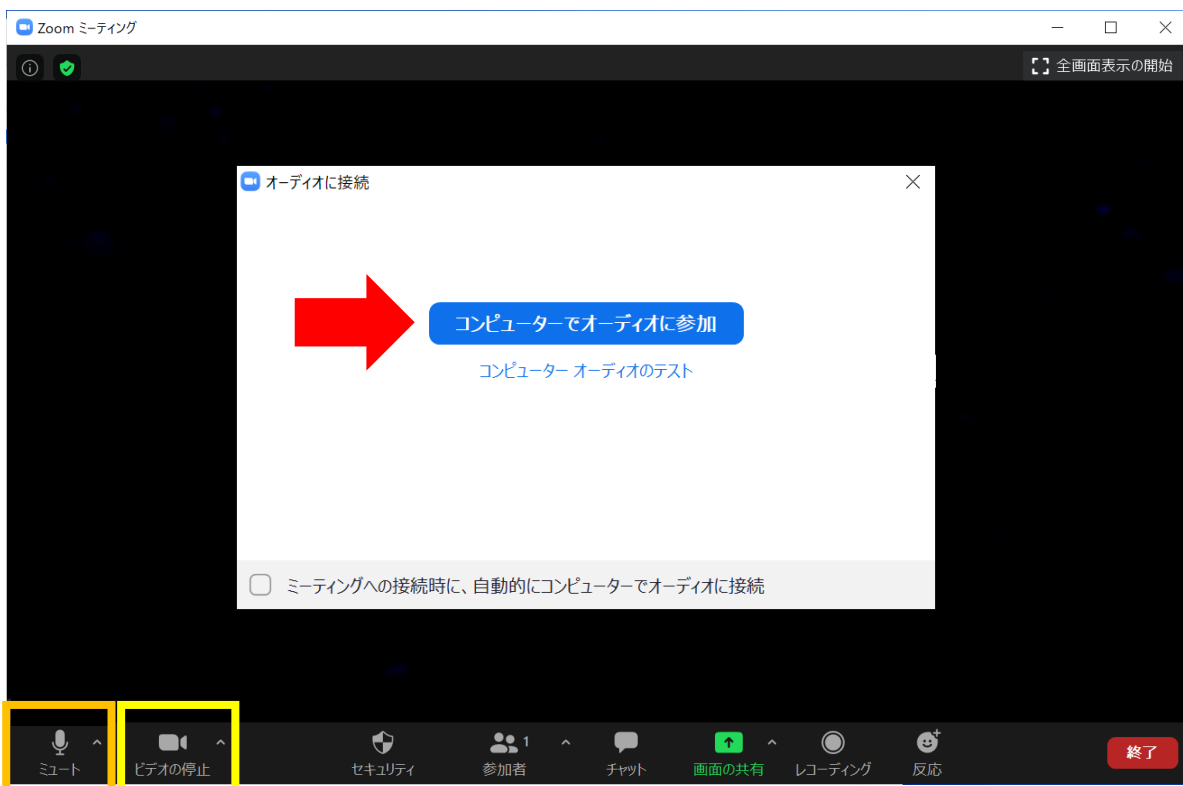 Zoom ミーティング
全画面表示の開始
オーディオに接続
コンピューターでオーディオに参加
コンピューター オーディオのテスト
ミーティングへの接続時に、自動的にコンピューターでオーディオに接続
1
ミュート
ビデオの停止
セキュリティ
参加者
チャット
画面の共有
レコーディング
反応
終了